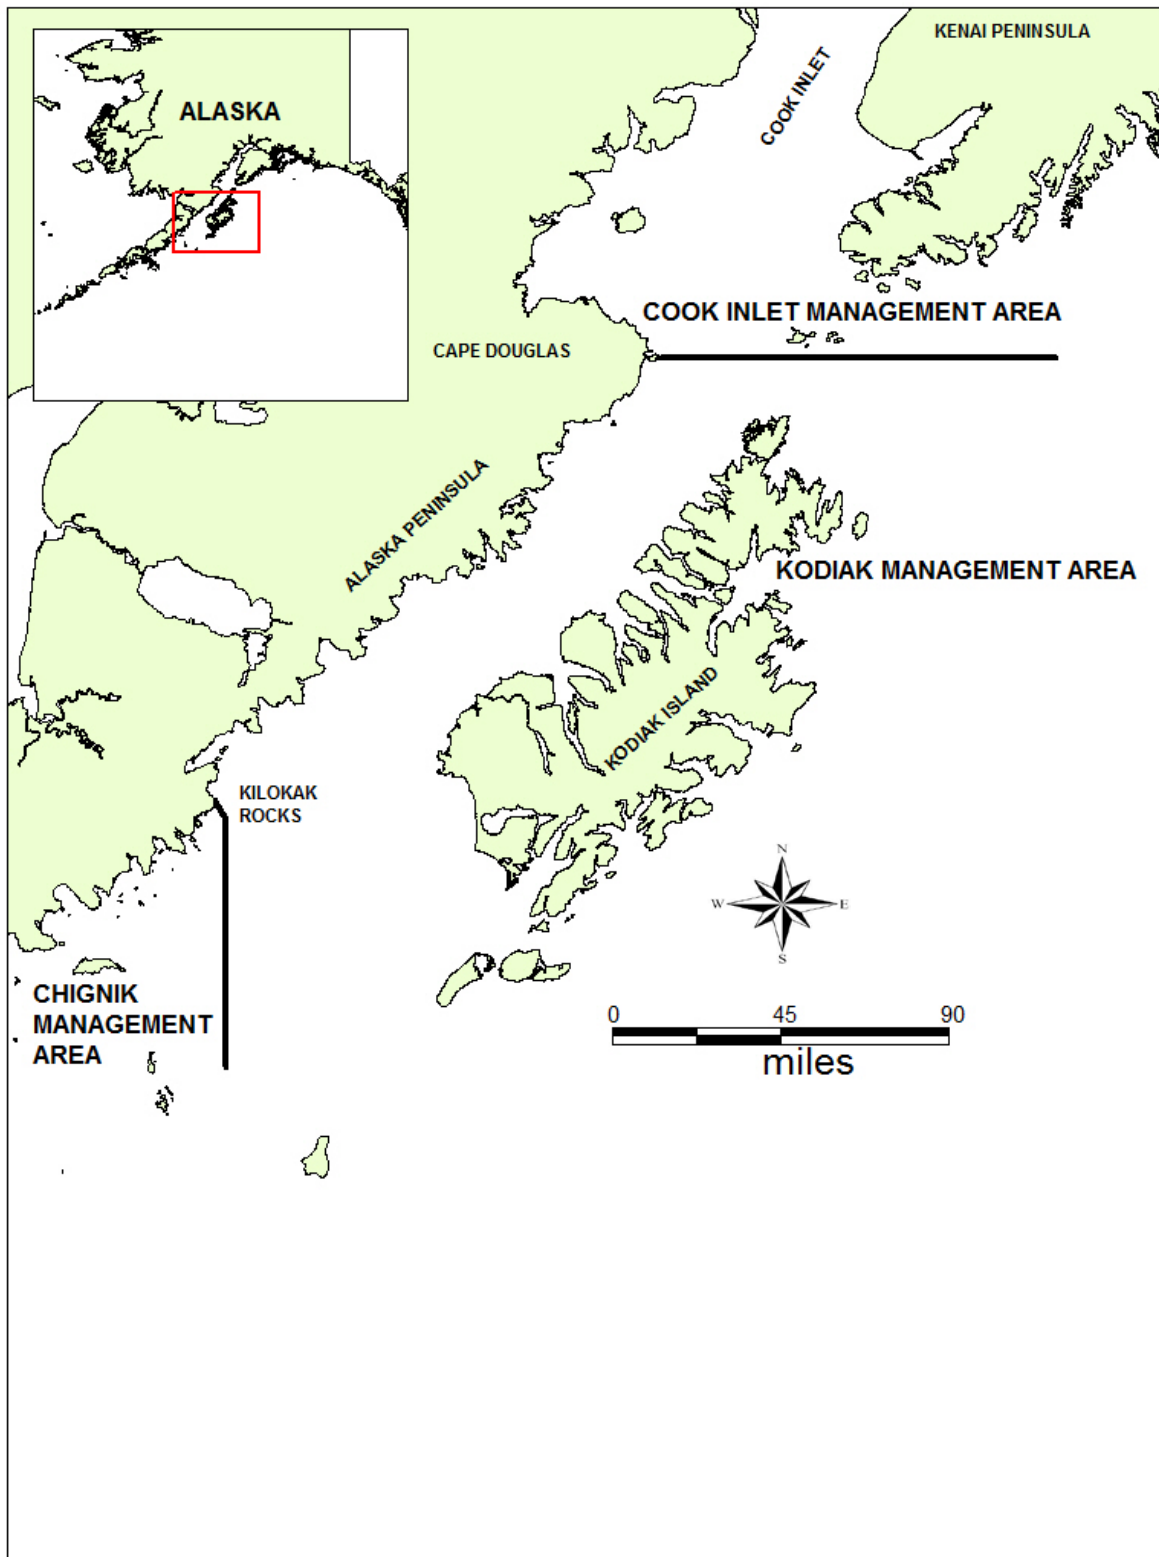 KENAI PENINSULA
COOK INLET
ALASKA
COOK INLET MANAGEMENT AREA
CAPE DOUGLAS
ALASKA PENINSULA
KODIAK MANAGEMENT AREA
KODIAK ISLAND
KILOKAK
ROCKS
N
W E
S
CHIGNIK
MANAGEMENT
AREA
0 45 90
miles